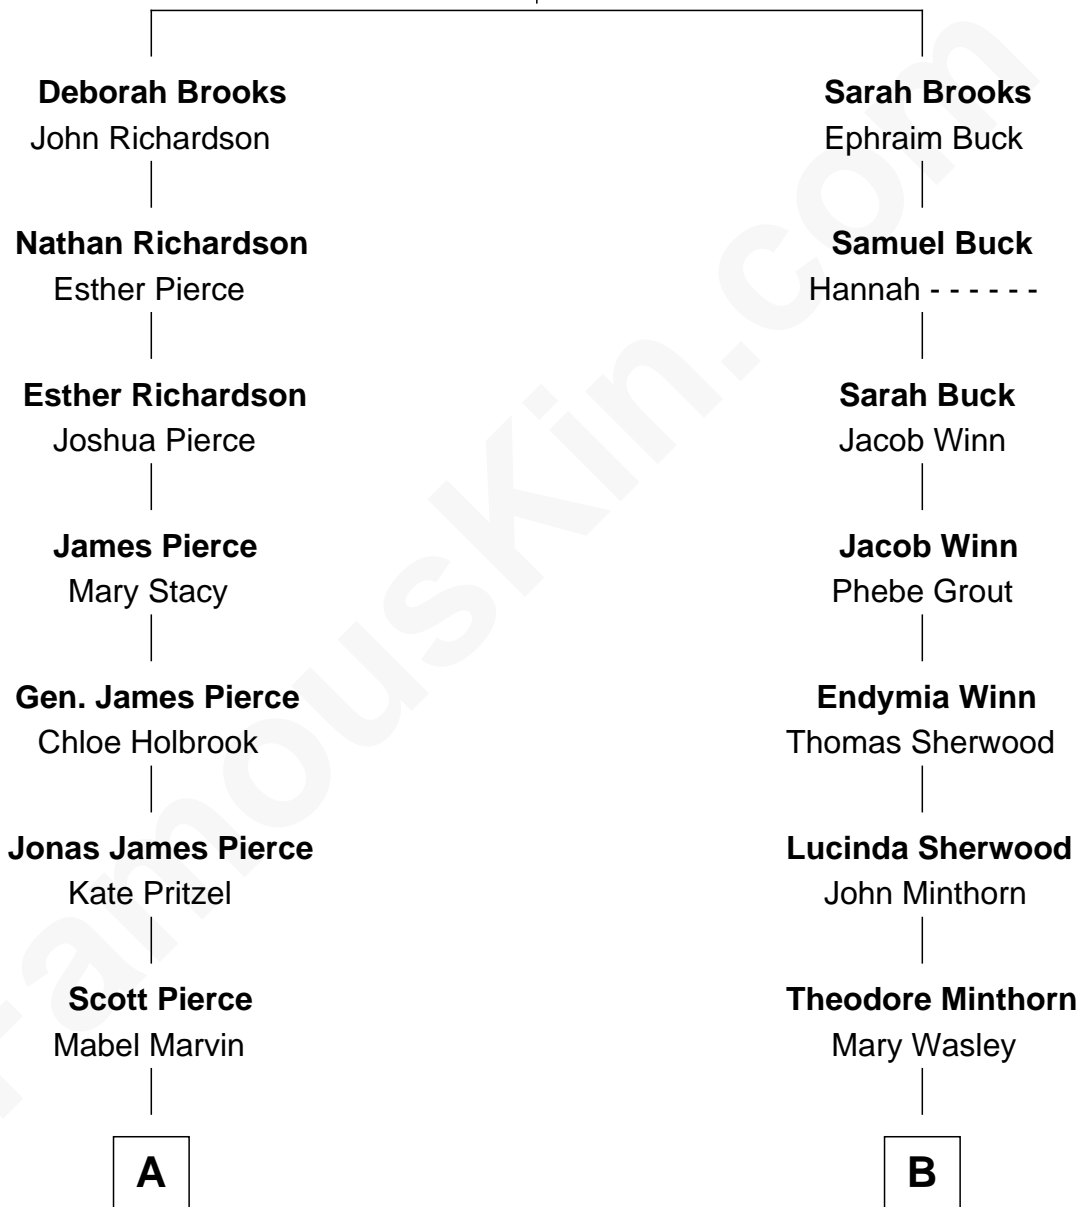 Deborah Brooks
John Richardson
Nathan Richardson
Esther Pierce
Esther Richardson
Joshua Pierce
James Pierce
Mary Stacy
Gen. James Pierce
Chloe Holbrook
Jonas James Pierce
Kate Pritzel
Scott Pierce
Mabel Marvin
A
Sarah Brooks
Ephraim Buck
Samuel Buck
Hannah - - - - - -
Sarah Buck
Jacob Winn
Jacob Winn
Phebe Grout
Endymia Winn
Thomas Sherwood
Lucinda Sherwood
John Minthorn
Theodore Minthorn
Mary Wasley
B
FamousKin.com